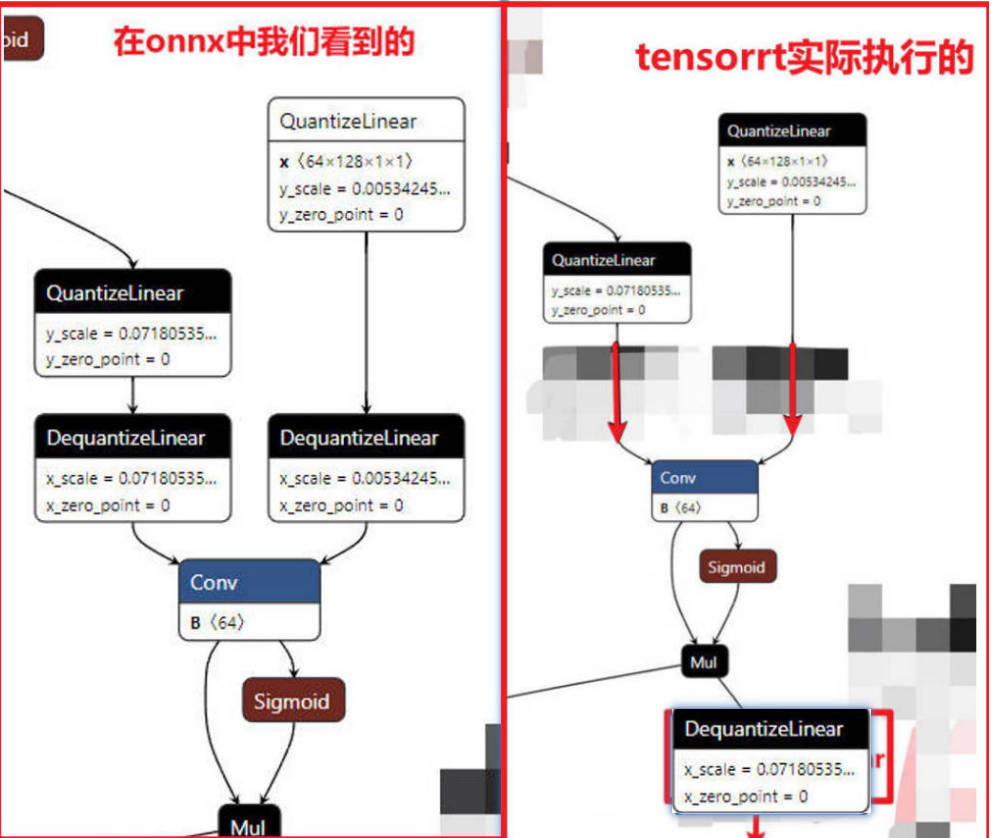 oid
在onnx中我们看到的
QuantizeLinear
x 〈64×128×1×1〉
y_scale = 0.00534245...
y_zero_point = 0
QuantizeLinear
y_scale = 0.07180535...
y_zero_point = 0
DequantizeLinear
x_scale = 0.07180535...
x_zero_point = 0
DequantizeLinear
x_scale = 0.00534245...
x_zero_point = 0
Conv
B 〈64〉
Sigmoid
Mul
tensorrt实际执行的
QuantizeLinear
x 〈64×128×1×1〉
y_scale = 0.00534245...
y_zero_point = 0
QuantizeLinear
y_scale = 0.07180535...
y_zero_point = 0
Conv
B 〈64〉
Sigmoid
Mul
DequantizeLinear
x_scale = 0.07180535...
x_zero_point = 0